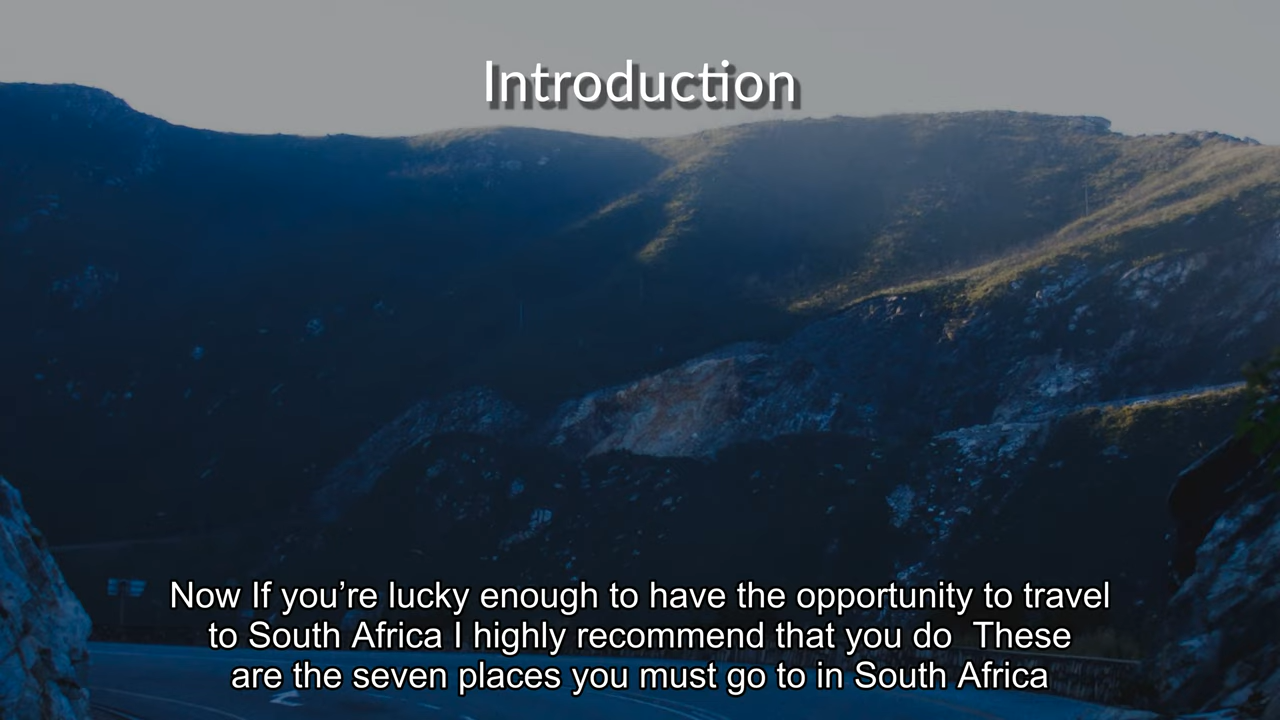 Introduction
Now If you’re lucky enough to have the opportunity to travel
to South Africa I highly recommend that you do  These
are the seven places you must go to in South Africa